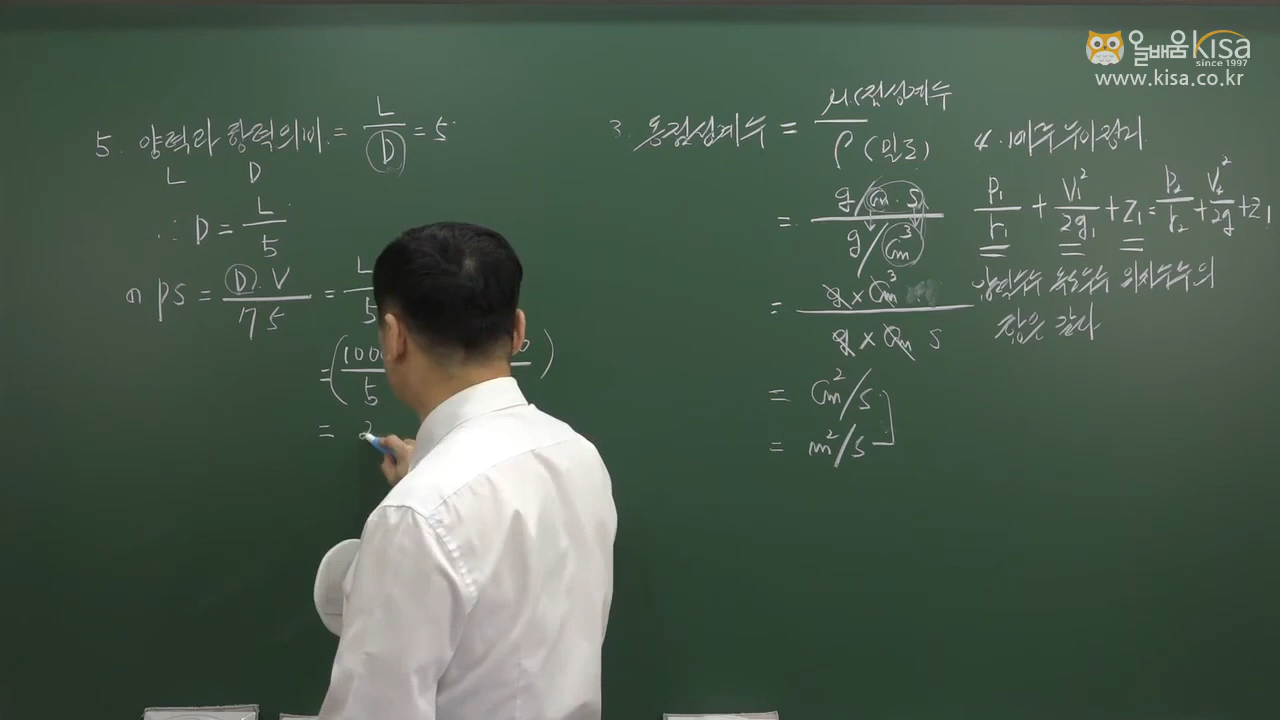 올배움 kisa
since 1997
www.kisa.co.kr
5. 양력과 항력의 비 = L/D = 5
L D
∴ D = L/5
PS = D·V/75 = L/5
= (1000/5 )
=
3. 동점성계수 = μ(점성계수)/ρ(밀도)
= g/cm·s / g/cm³
= g×cm³ / g×cm s
= cm²/s
= m²/s
4. 베르누이정리
P₁/r₁ + V₁²/2g₁ + Z₁ = P₂/r₂ + V₂²/2g + Z₁
압력수두 속도수두 위치수두의
합은 같다